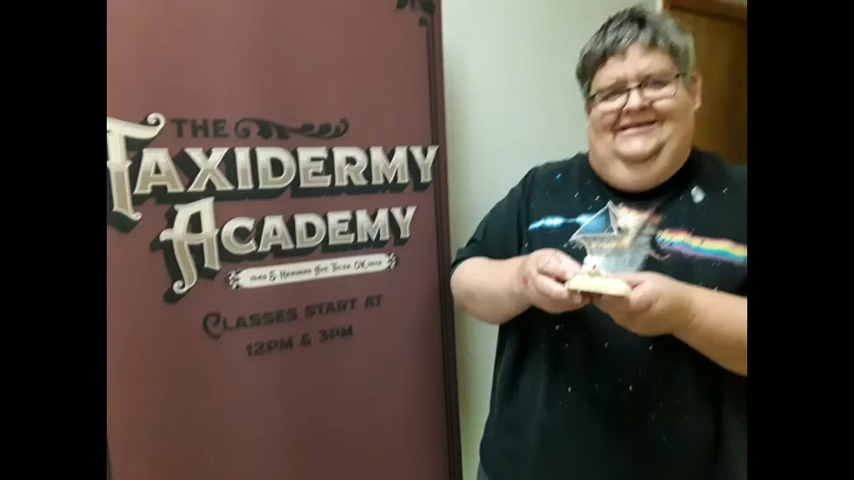 THE
TAXIDERMY
ACADEMY
CLASSES START AT
12PM & 3PM